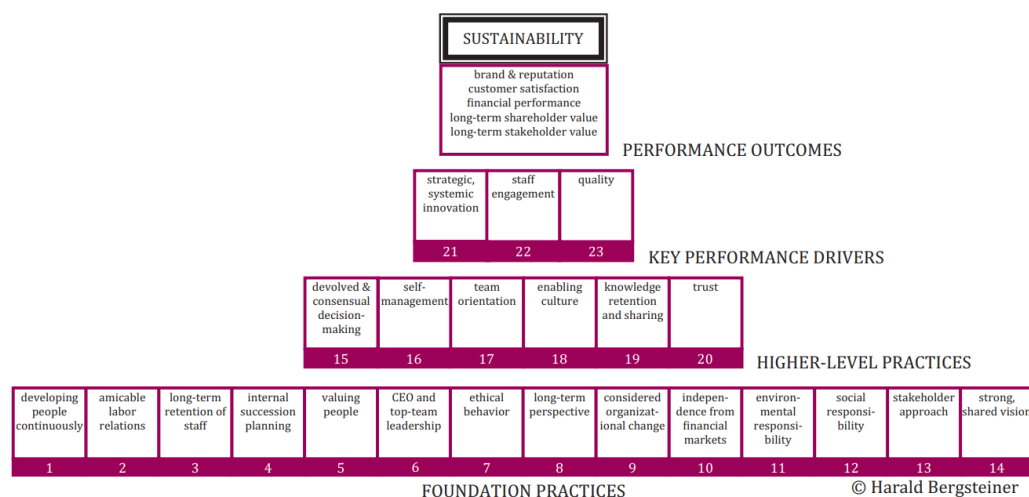 SUSTAINABILITY
brand & reputation
customer satisfaction
financial performance
long-term shareholder value
long-term stakeholder value
PERFORMANCE OUTCOMES
strategic,
systemic
innovation
21
staff
engagement
22
quality
23
KEY PERFORMANCE DRIVERS
devolved &
consensual
decision-
making
15
self-
management
16
team
orientation
17
enabling
culture
18
knowledge
retention
and sharing
19
trust
20
HIGHER-LEVEL PRACTICES
developing
people
continuously
1
amicable
labor
relations
2
long-term
retention of
staff
3
internal
succession
planning
4
valuing
people
5
CEO and
top-team
leadership
6
ethical
behavior
7
long-term
perspective
8
considered
organizat-
ional change
9
indepen-
dence from
financial
markets
10
environ-
mental
responsi-
bility
11
social
responsi-
bility
12
stakeholder
approach
13
strong,
shared vision
14
FOUNDATION PRACTICES
© Harald Bergsteiner